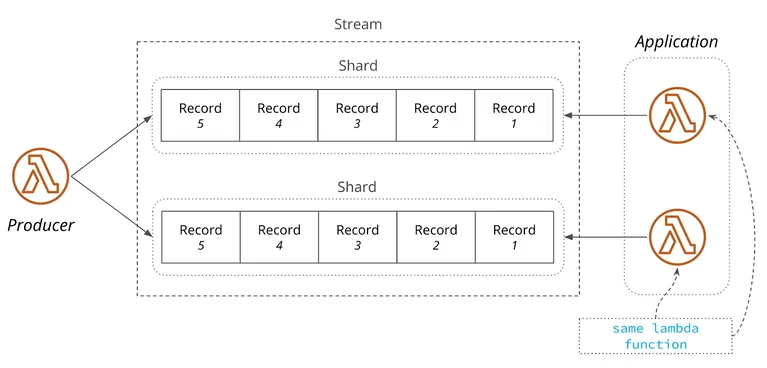 Stream
Application
Shard
Record Record Record Record Record
5 4 3 2 1
Producer
Shard
Record Record Record Record Record
5 4 3 2 1
same lambda
function